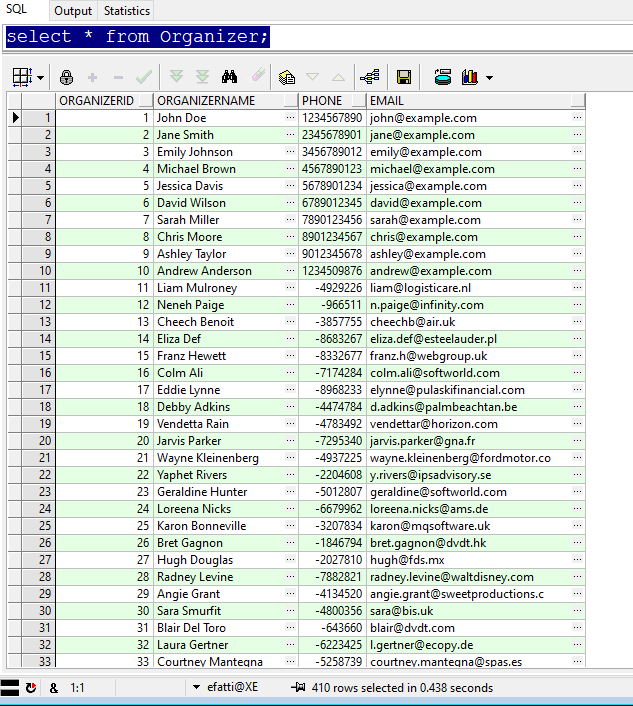 SQL Output Statistics
select * from Organizer;
ORGANIZERID ORGANIZERNAME PHONE EMAIL
1 1 John Doe ... 1234567890 john@example.com ...
2 2 Jane Smith ... 2345678901 jane@example.com ...
3 3 Emily Johnson ... 3456789012 emily@example.com ...
4 4 Michael Brown ... 4567890123 michael@example.com ...
5 5 Jessica Davis ... 5678901234 jessica@example.com ...
6 6 David Wilson ... 6789012345 david@example.com ...
7 7 Sarah Miller ... 7890123456 sarah@example.com ...
8 8 Chris Moore ... 8901234567 chris@example.com ...
9 9 Ashley Taylor ... 9012345678 ashley@example.com ...
10 10 Andrew Anderson ... 1234509876 andrew@example.com ...
11 11 Liam Mulroney ... -4929226 liam@logisticare.nl ...
12 12 Neneh Paige ... -966511 n.paige@infinity.com ...
13 13 Cheech Benoit ... -3857755 cheechb@air.uk ...
14 14 Eliza Def ... -8683267 eliza.def@esteelauder.pl ...
15 15 Franz Hewett ... -8332677 franz.h@webgroup.uk ...
16 16 Colm Ali ... -7174284 colm.ali@softworld.com ...
17 17 Eddie Lynne ... -8968233 elynne@pulaskifinancial.com ...
18 18 Debby Adkins ... -4474784 d.adkins@palmbeachtan.be ...
19 19 Vendetta Rain ... -4783492 vendettar@horizon.com ...
20 20 Jarvis Parker ... -7295340 jarvis.parker@gna.fr ...
21 21 Wayne Kleinenberg ... -4937225 wayne.kleinenberg@fordmotor.co ...
22 22 Yaphet Rivers ... -2204608 y.rivers@ipsadvisory.se ...
23 23 Geraldine Hunter ... -5012807 geraldine@softworld.com ...
24 24 Loreena Nicks ... -6679962 loreena.nicks@ams.de ...
25 25 Karon Bonneville ... -3207834 karon@mqsoftware.uk ...
26 26 Bret Gagnon ... -1846794 bret.gagnon@dvdt.hk ...
27 27 Hugh Douglas ... -2027810 hugh@fds.mx ...
28 28 Radney Levine ... -7882821 radney.levine@waltdisney.com ...
29 29 Angie Grant ... -4134520 angie.grant@sweetproductions.c ...
30 30 Sara Smurfit ... -4800356 sara@bis.uk ...
31 31 Blair Del Toro ... -643660 blair@dvdt.com ...
32 32 Laura Gertner ... -6223425 l.gertner@ecopy.de ...
33 33 Courtney Mantegna ... -5258739 courtney.mantegna@spas.es ...
& 1:1 efatti@XE 410 rows selected in 0.438 seconds